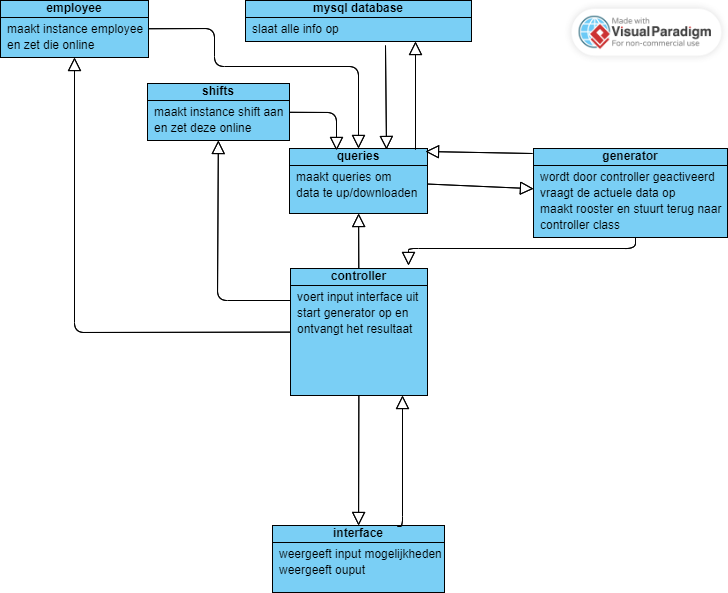 employee
maakt instance employee
en zet die online
mysql database
slaat alle info op
Made with
VisualParadigm
For non-commercial use
shifts
maakt instance shift aan
en zet deze online
queries
maakt queries om
data te up/downloaden
generator
wordt door controller geactiveerd
vraagt de actuele data op
maakt rooster en stuurt terug naar
controller class
controller
voert input interface uit
start generator op en
ontvangt het resultaat
interface
weergeeft input mogelijkheden
weergeeft ouput